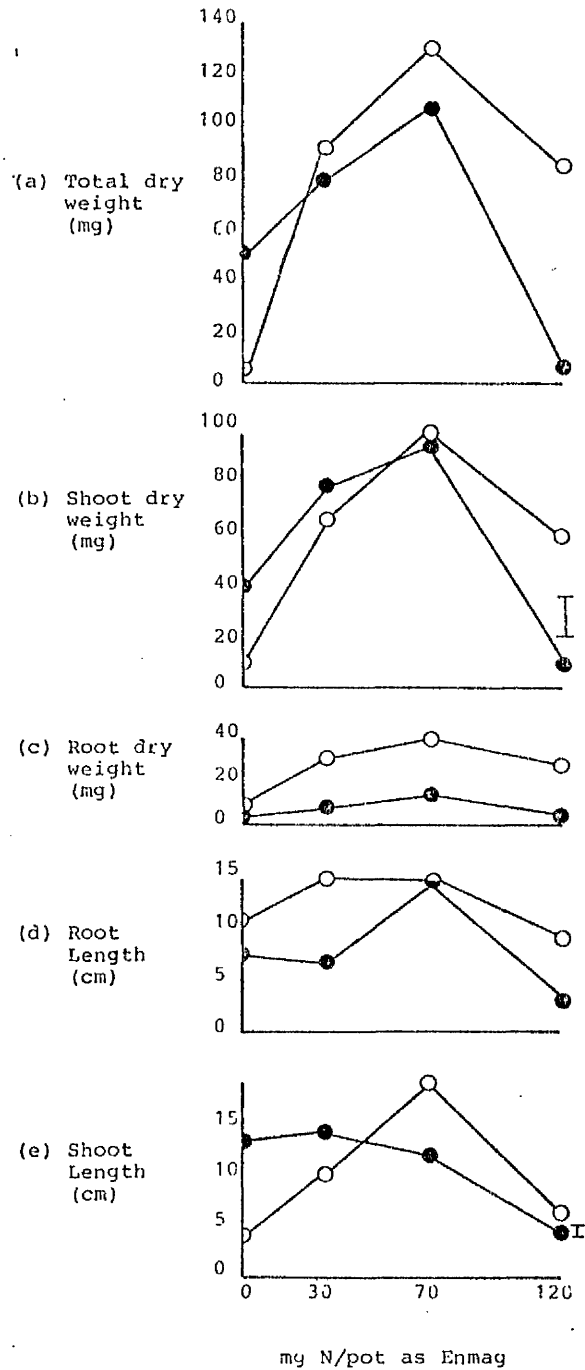 140
120
100
(a) Total dry
80
weight
(mg)
60
40
20
0
100
80
(b) Shoot dry
weight
60
(mg)
40
20
0
(c) Root dry
40
weight
20
(mg)
0
15
10
(d) Root
Length
5
(cm)
0
15
(e) Shoot
Length
10
(cm)
5
0
0 30 70 120
mg N/pot as Enmag